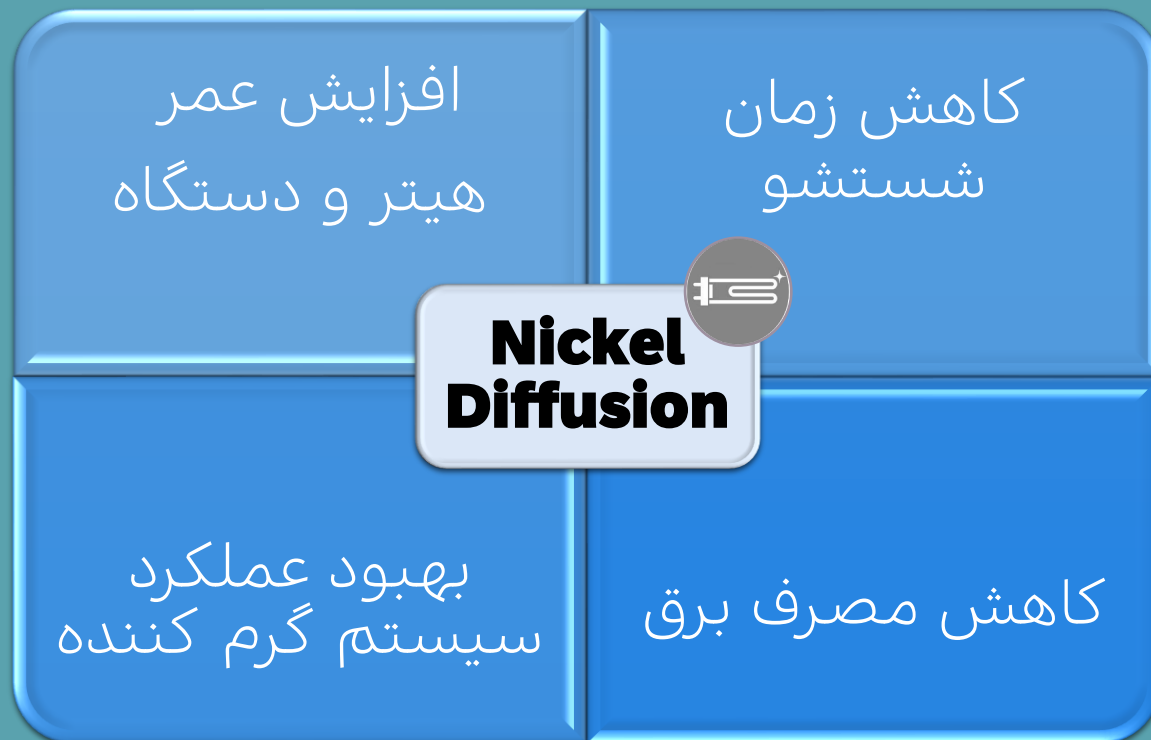 کاهش زمان
شستشو
افزایش عمر
هیتر و دستگاه
Nickel
Diffusion
کاهش مصرف برق
بهبود عملکرد
سیستم گرم کننده